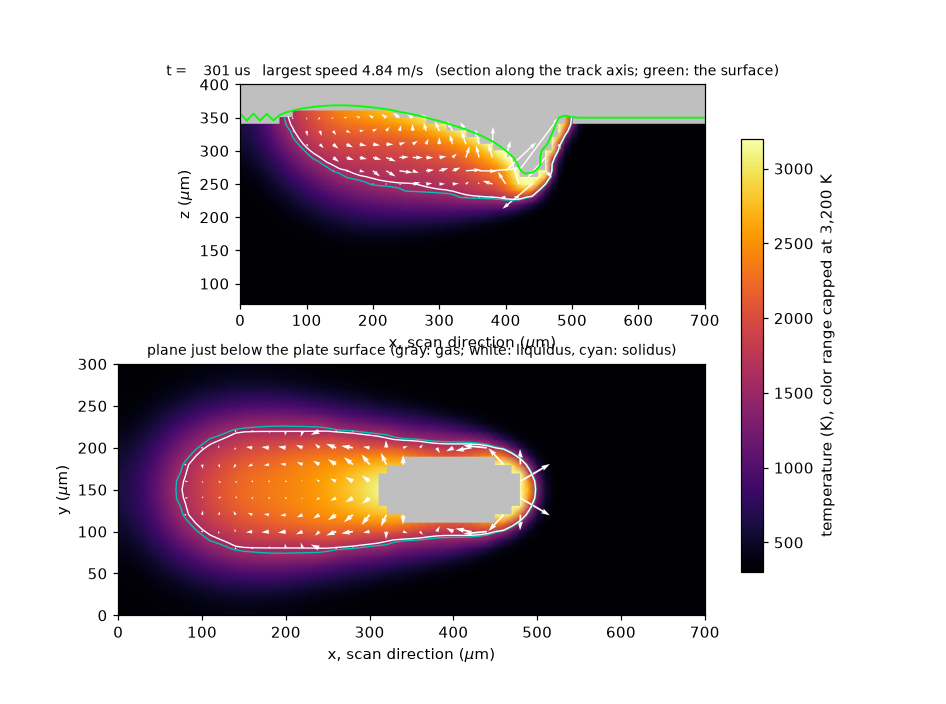 t =    301 us   largest speed 4.84 m/s   (section along the track axis; green: the surface)
400
350
300
250
200
150
100
z (μm)
0 100 200 300 400 500 600 700
x, scan direction (μm)
plane just below the plate surface (gray: gas; white: liquidus, cyan: solidus)
300
250
200
150
100
50
0
y (μm)
0 100 200 300 400 500 600 700
x, scan direction (μm)
3000
2500
2000
1500
1000
500
temperature (K), color range capped at 3,200 K